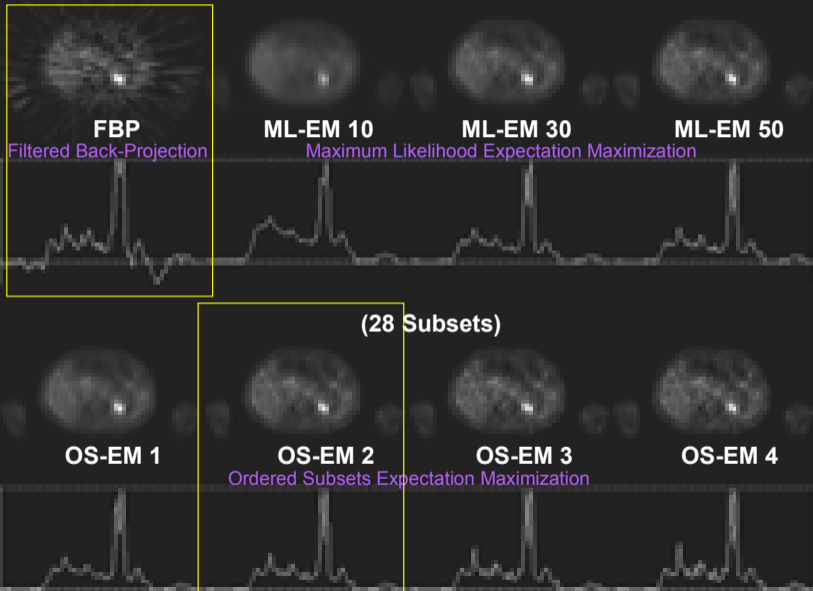 FBP ML-EM 10 ML-EM 30 ML-EM 50
Filtered Back-Projection Maximum Likelihood Expectation Maximization
(28 Subsets)
OS-EM 1 OS-EM 2 OS-EM 3 OS-EM 4
Ordered Subsets Expectation Maximization